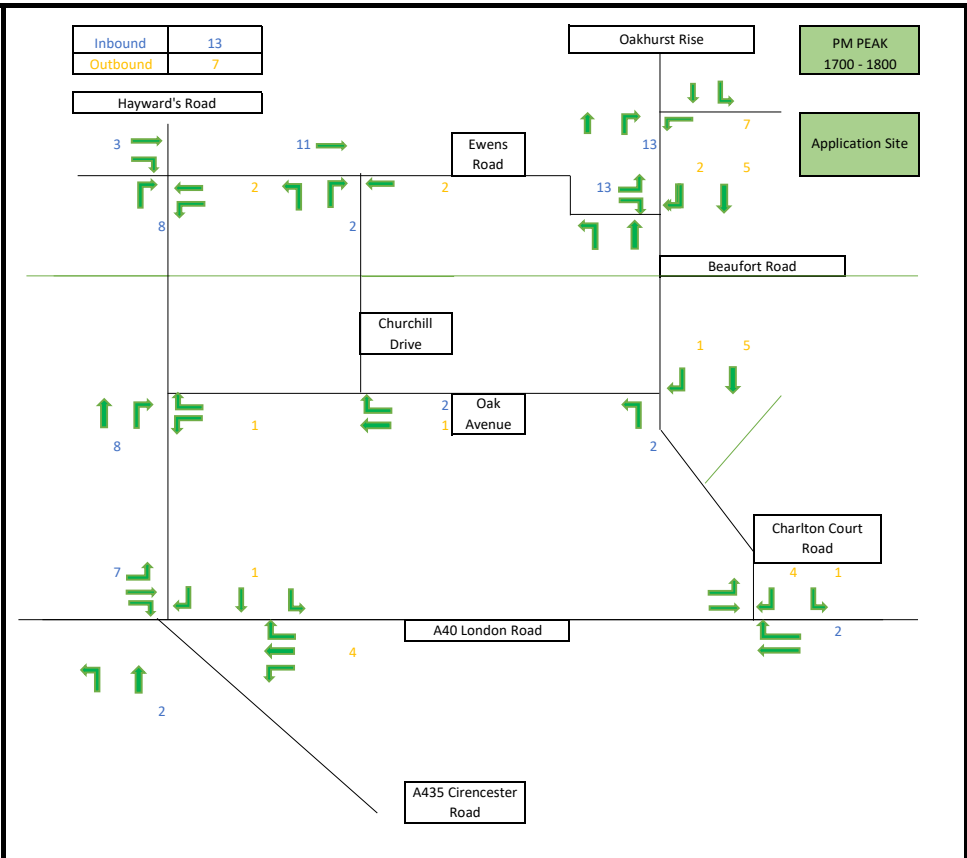 Inbound 13
Outbound 7
Oakhurst Rise
PM PEAK
1700 - 1800
Hayward's Road
7
3
11
Ewens
Road
13
Application Site
2 2 13 2 5
8 2
Beaufort Road
Churchill
Drive
1 5
2
Oak
Avenue
1 1
8 2
Charlton Court
Road
7 1 4 1
A40 London Road
2
4
2
A435 Cirencester
Road